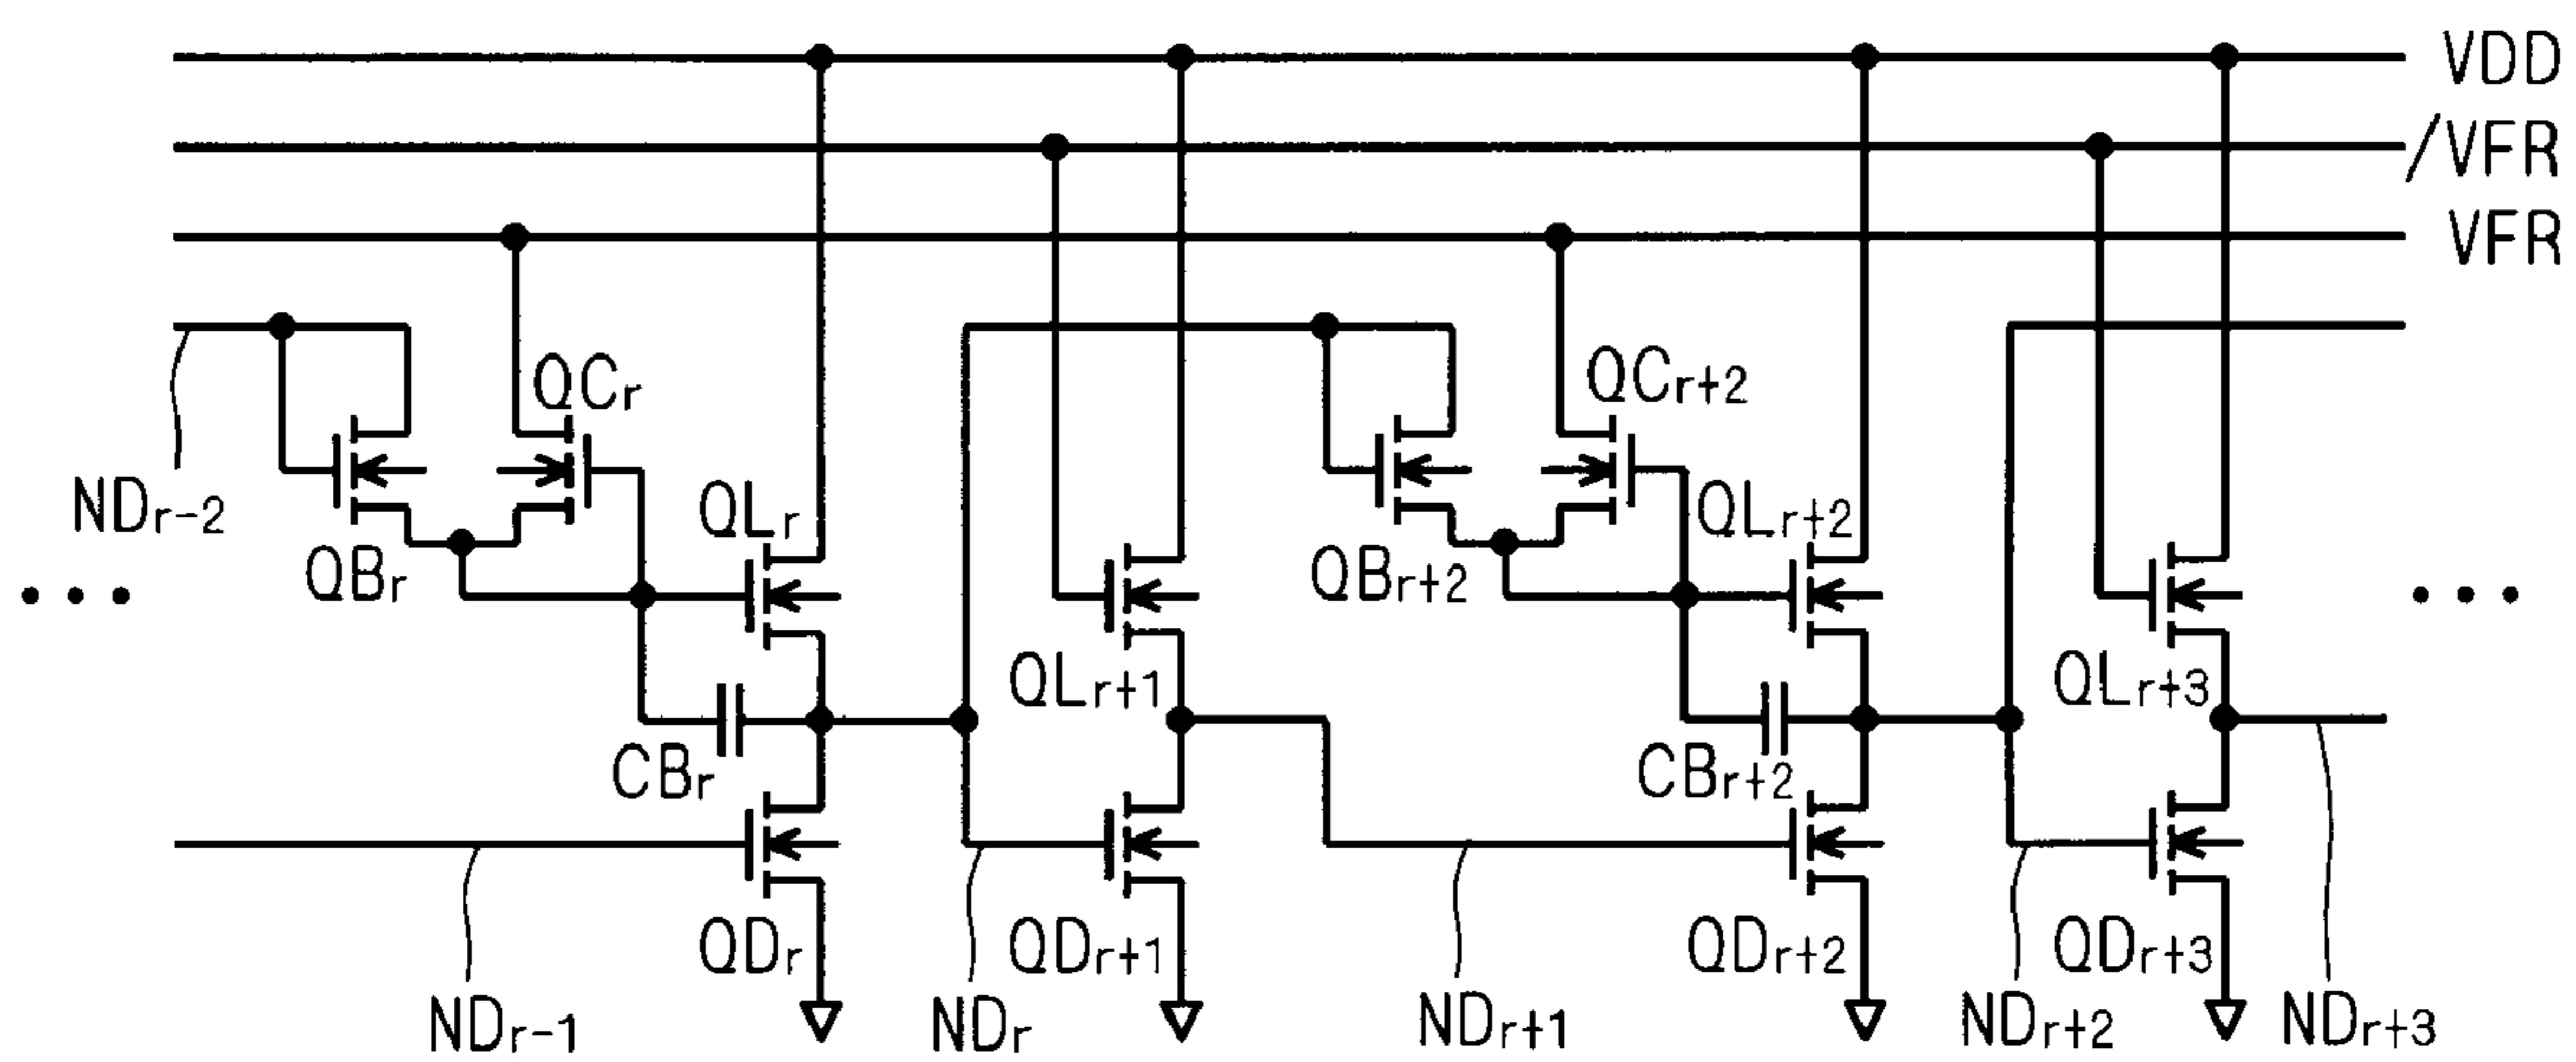 VDD
/VFR
VFR
QCr
QCr+2
NDr-2
QLr
QLr+2
QBr
QBr+2
• • •
• • •
QLr+1
QLr+3
CBr
CBr+2
QDr
QDr+1
QDr+2
QDr+3
NDr-1
NDr
NDr+1
NDr+2
NDr+3